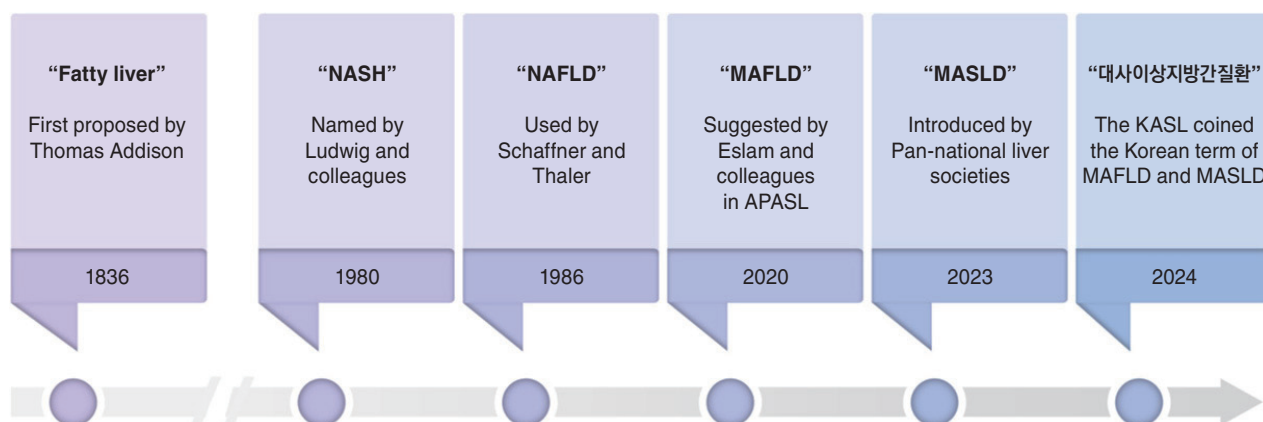 “Fatty liver”
First proposed by
Thomas Addison
1836
“NASH”
Named by
Ludwig and
colleagues
1980
“NAFLD”
Used by
Schaffner and
Thaler
1986
“MAFLD”
Suggested by
Eslam and
colleagues
in APASL
2020
“MASLD”
Introduced by
Pan-national liver
societies
2023
“대사이상지방간질환”
The KASL coined
the Korean term of
MAFLD and MASLD
2024